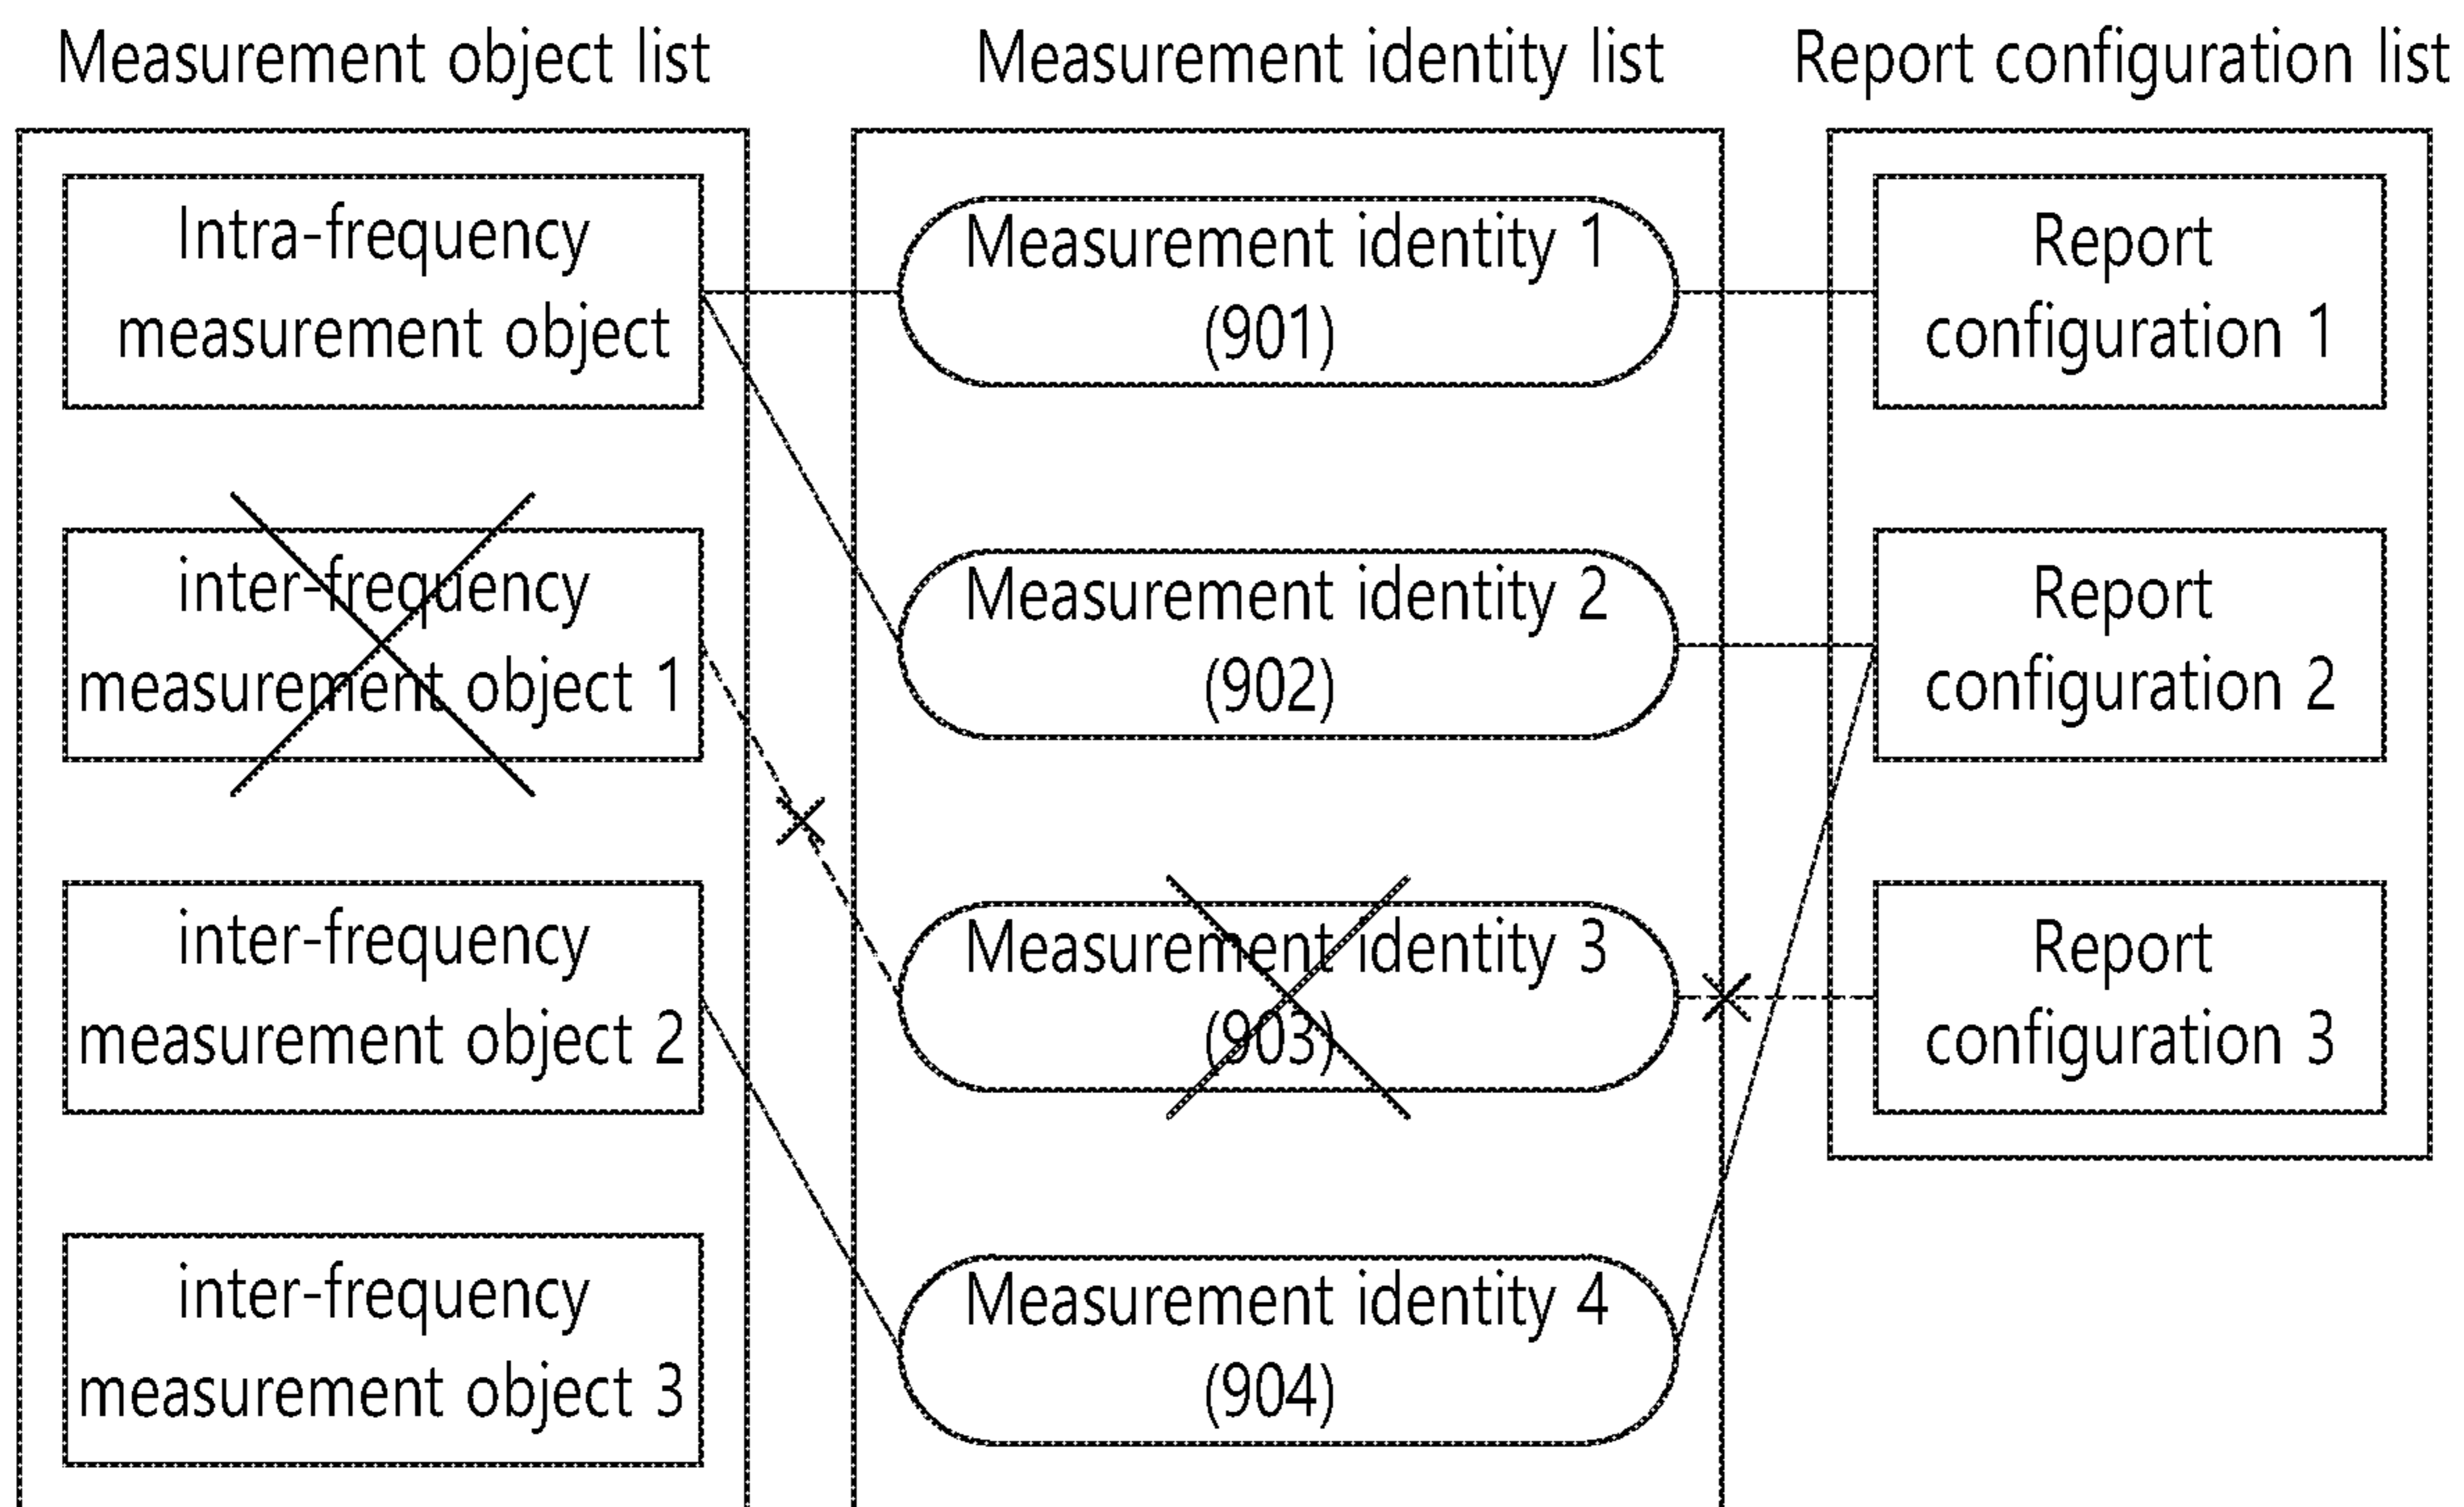 Measurement object list
Measurement identity list
Report configuration list
Intra-frequency
measurement object
Measurement identity 1
(901)
Report
configuration 1
inter-frequency
measurement object 1
Measurement identity 2
(902)
Report
configuration 2
inter-frequency
measurement object 2
Measurement identity 3
(903)
Report
configuration 3
inter-frequency
measurement object 3
Measurement identity 4
(904)